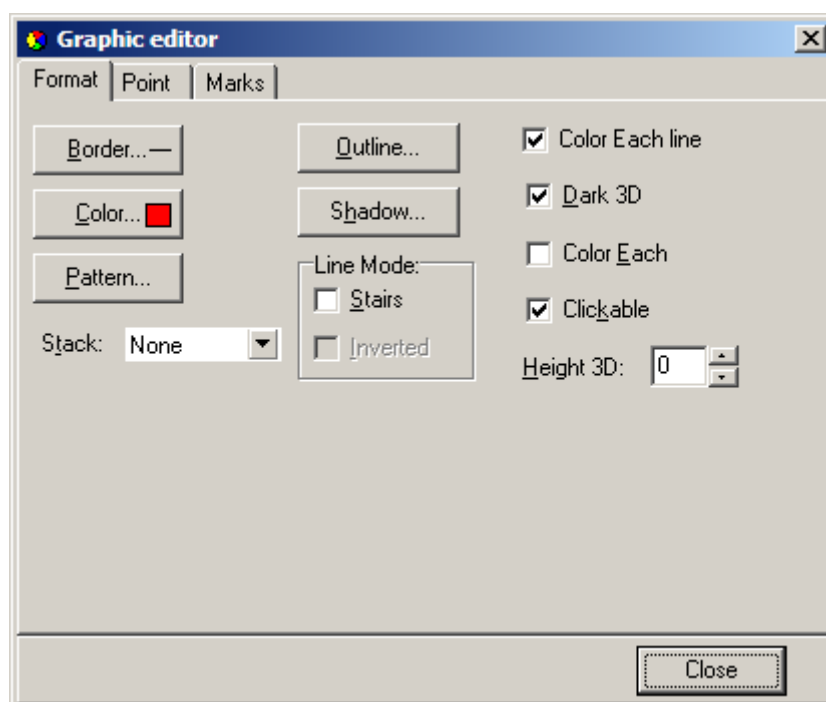 Graphic editor
Format Point Marks
Border...
Color...
Pattern...
Stack: None
Outline...
Shadow...
Line Mode:
Stairs
Inverted
Color Each line
Dark 3D
Color Each
Clickable
Height 3D: 0
Close